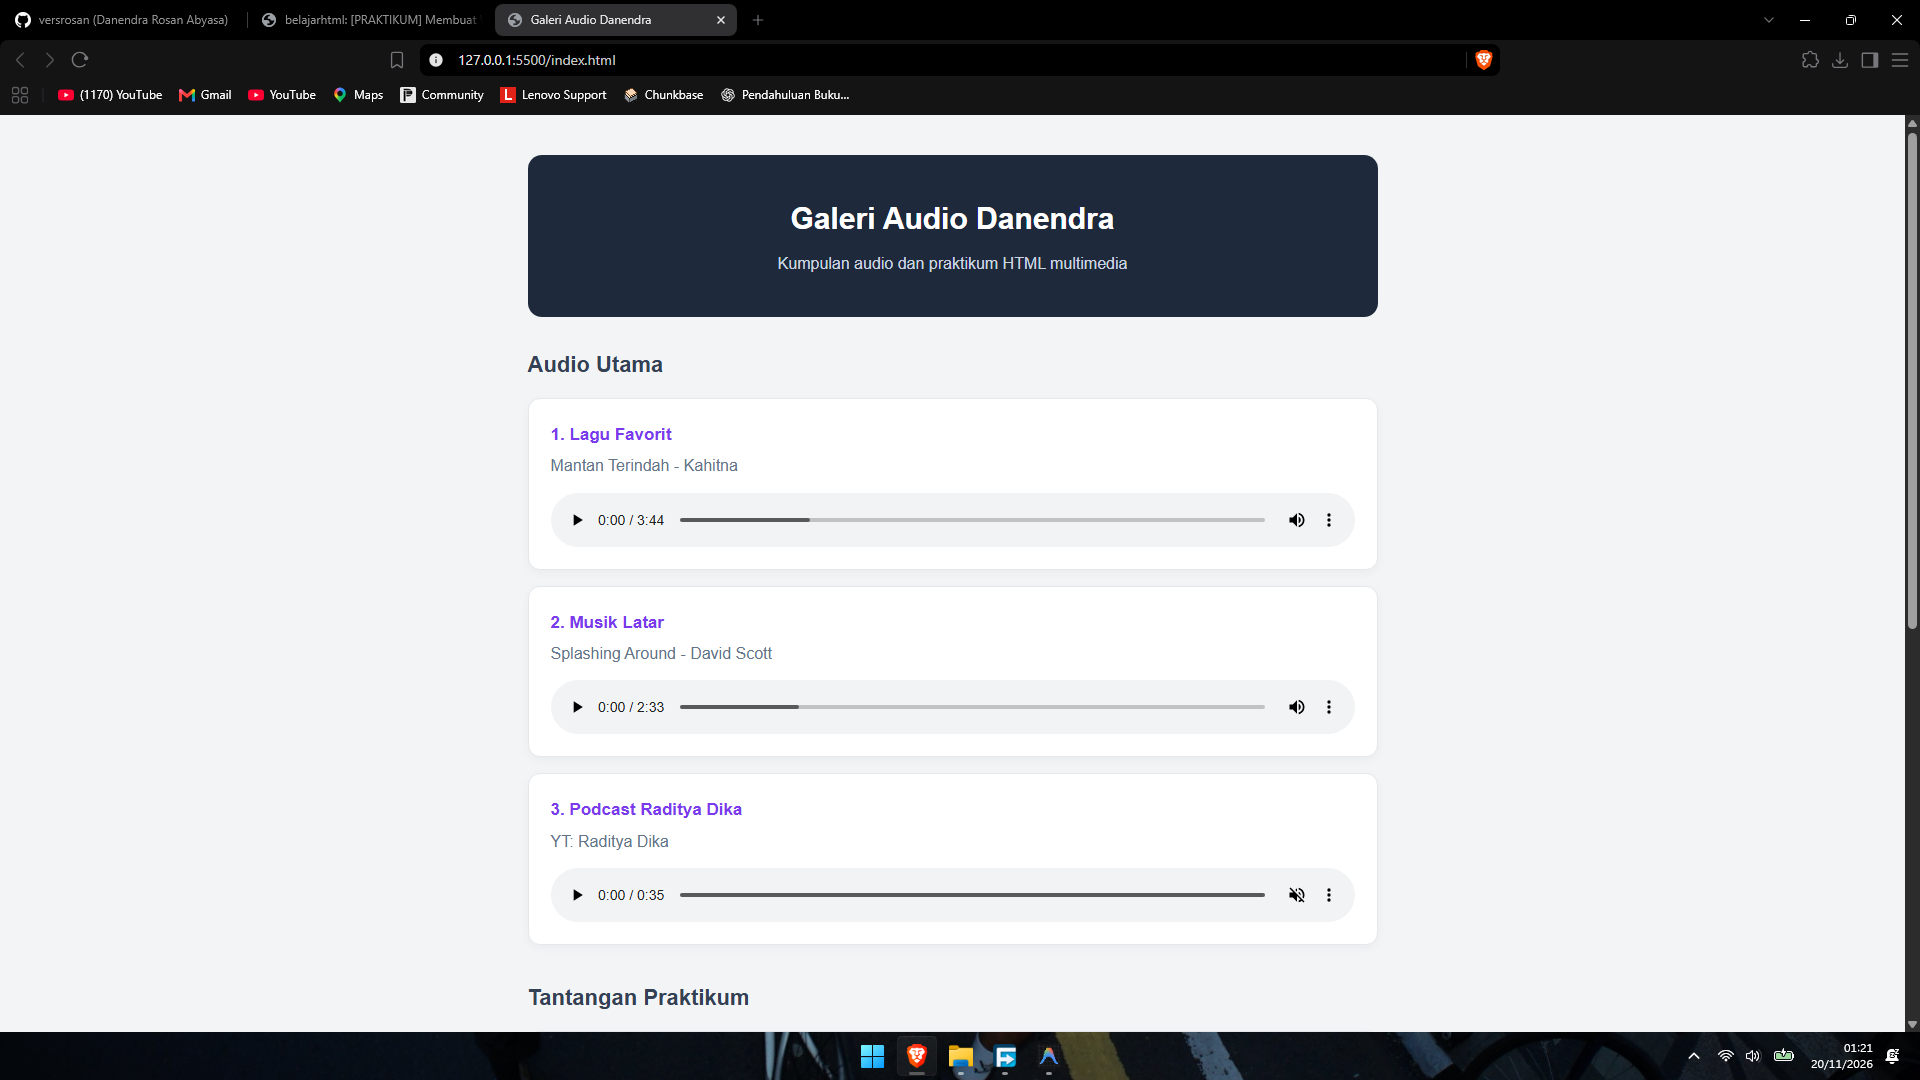 versrosan (Danendra Rosan Abyasa)
belajarhtml: [PRAKTIKUM] Membuat
Galeri Audio Danendra
127.0.0.1:5500/index.html
(1170) YouTube
Gmail
YouTube
Maps
Community
Lenovo Support
Chunkbase
Pendahuluan Buku...
Galeri Audio Danendra
Kumpulan audio dan praktikum HTML multimedia
Audio Utama
1. Lagu Favorit
Mantan Terindah - Kahitna
0:00 / 3:44
2. Musik Latar
Splashing Around - David Scott
0:00 / 2:33
3. Podcast Raditya Dika
YT: Raditya Dika
0:00 / 0:35
Tantangan Praktikum
01:21
20/11/2026